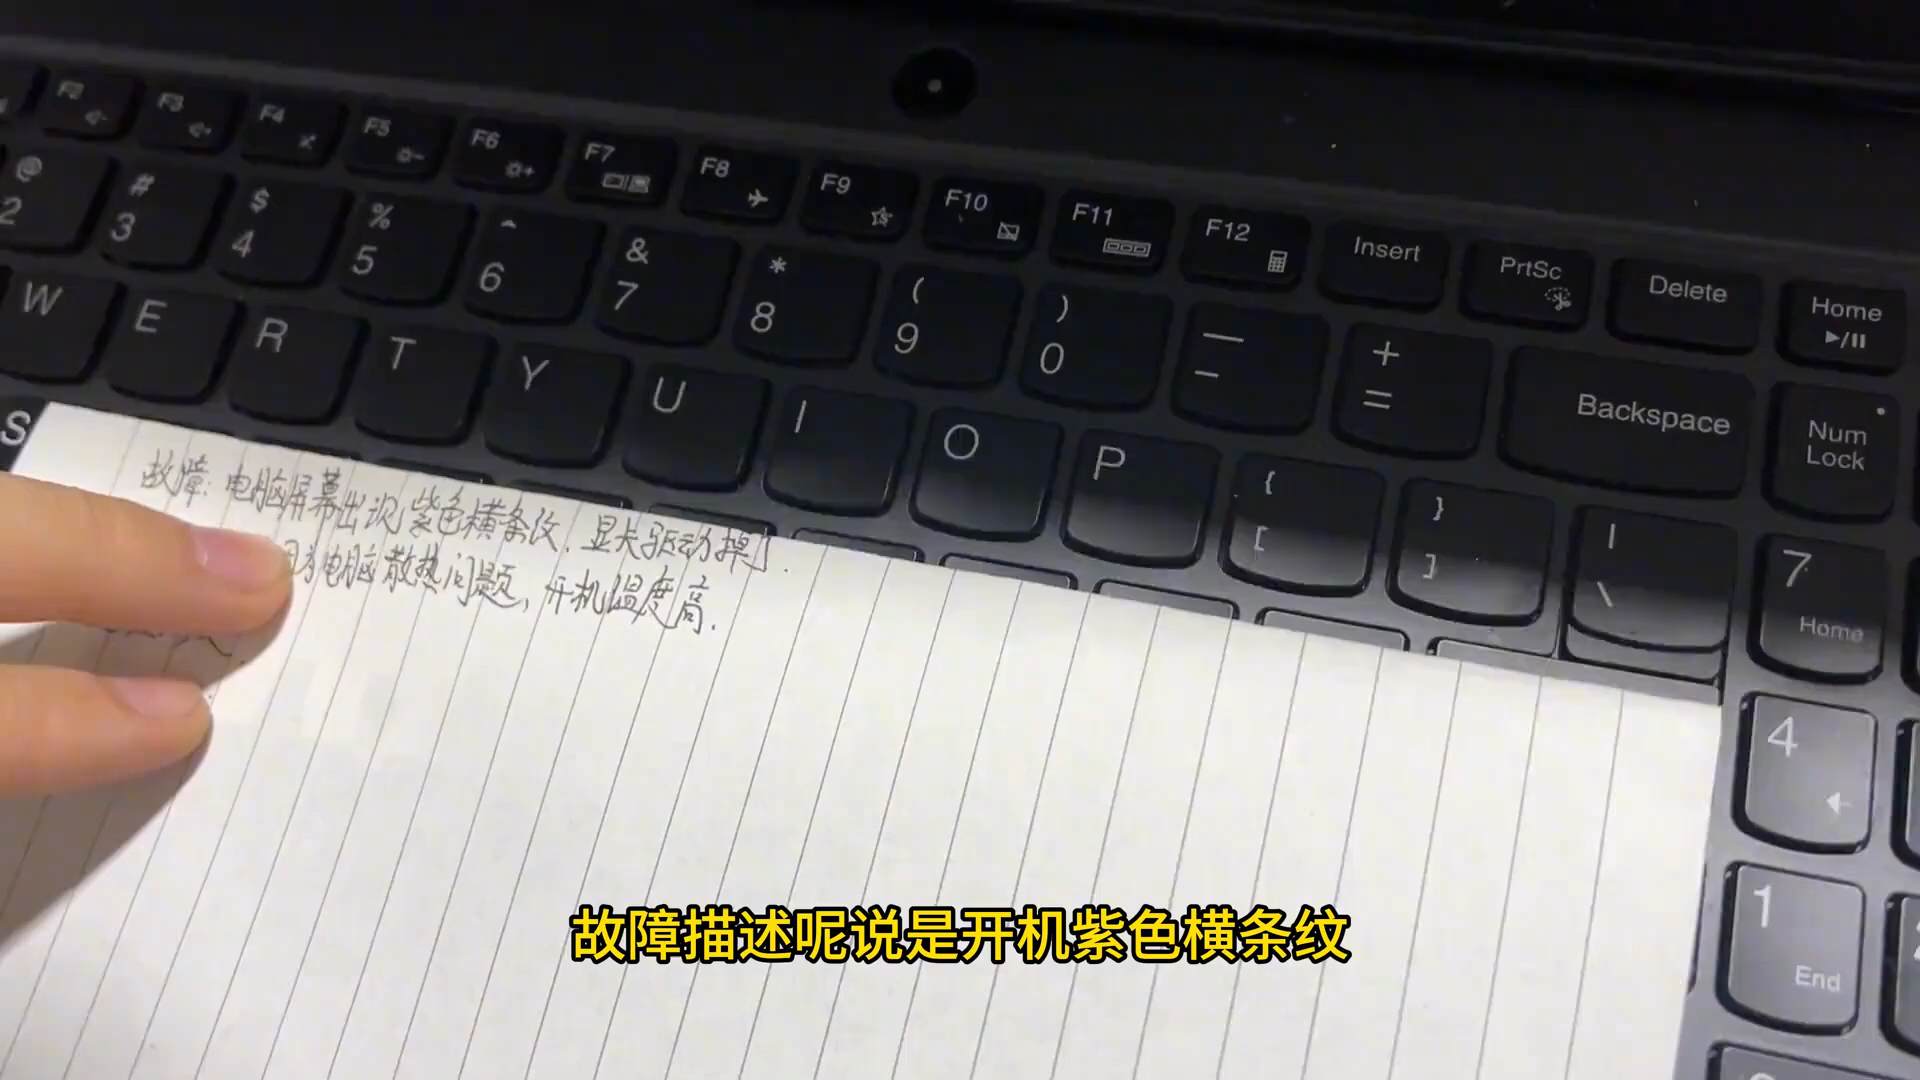 F2
F3
F4
F5
F6
F7
F8
F9
F10
F11
F12
Insert
PrtSc
Delete
Home
@ 2
# 3
$ 4
% 5
^ 6
& 7
* 8
( 9
) 0
— -
+ =
Backspace
Num Lock
W
E
R
T
Y
U
I
O
P
{ [
} ]
| \
7 Home
S
4
1 End
故障:电脑屏幕出现紫色横条纹.显卡驱动掉了.
因为电脑散热问题,开机温度高.
故障描述呢说是开机紫色横条纹